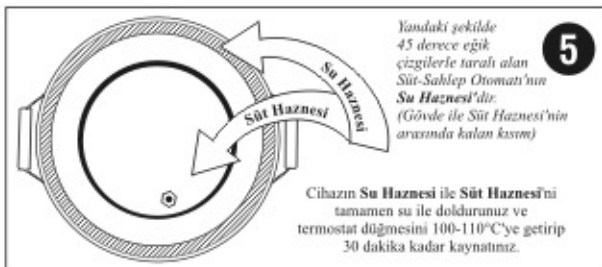 Yandaki şekilde
45 derece eğik
çizgilerle taralı alan
Süt-Sahlep Otomatı'nın
Su Haznesi'dir.
(Gövde ile Süt Haznesi'nin
arasında kalan kısım)
5
Su Haznesi
Süt Haznesi
Cihazın Su Haznesi ile Süt Haznesi'ni
tamamen su ile doldurunuz ve
termostat düğmesini 100-110°C'ye getirip
30 dakika kadar kaynatınız.